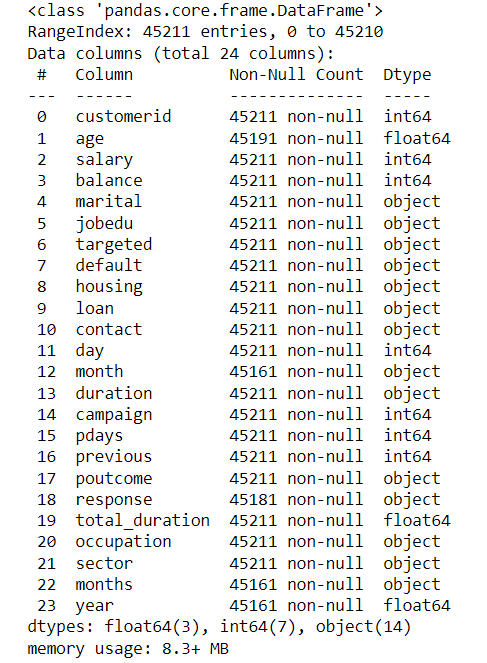 <class 'pandas.core.frame.DataFrame'>
RangeIndex: 45211 entries, 0 to 45210
Data columns (total 24 columns):
 #   Column          Non-Null Count  Dtype
---  ------          --------------  -----
 0   customerid      45211 non-null  int64
 1   age             45191 non-null  float64
 2   salary          45211 non-null  int64
 3   balance         45211 non-null  int64
 4   marital         45211 non-null  object
 5   jobedu          45211 non-null  object
 6   targeted        45211 non-null  object
 7   default         45211 non-null  object
 8   housing         45211 non-null  object
 9   loan            45211 non-null  object
 10  contact         45211 non-null  object
 11  day             45211 non-null  int64
 12  month           45161 non-null  object
 13  duration        45211 non-null  object
 14  campaign        45211 non-null  int64
 15  pdays           45211 non-null  int64
 16  previous        45211 non-null  int64
 17  poutcome        45211 non-null  object
 18  response        45181 non-null  object
 19  total_duration  45211 non-null  float64
 20  occupation      45211 non-null  object
 21  sector          45211 non-null  object
 22  months          45161 non-null  object
 23  year            45161 non-null  float64
dtypes: float64(3), int64(7), object(14)
memory usage: 8.3+ MB